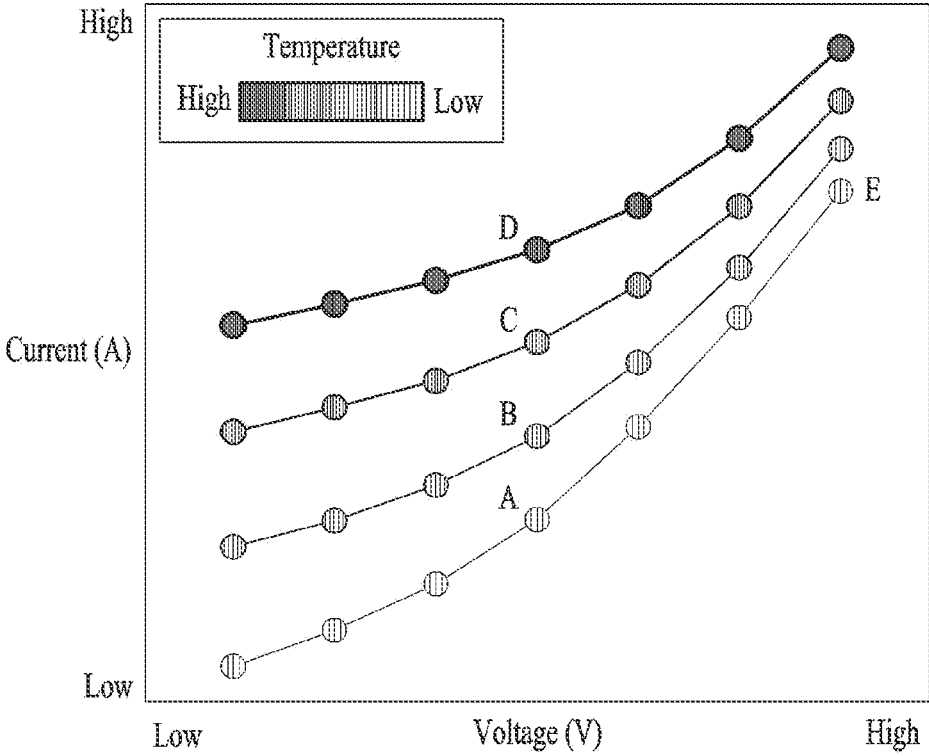 High
Temperature
High Low
D
E
C
Current (A)
B
A
Low
Low Voltage (V) High